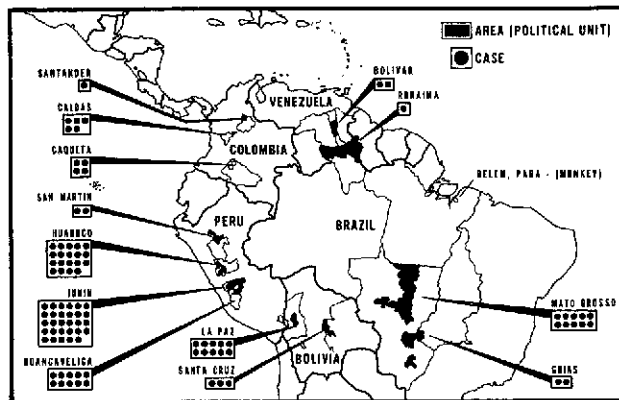 AREA (POLITICAL UNIT)
CASE
SANTANDER
BOLIVAR
VENEZUELA
RORAIMA
CALDAS
COLOMBIA
CAQUETA
BELEM, PARA - (MONKEY)
SAN MARTIN
PERU
BRAZIL
HUANUCO
JUNIN
MATO GROSSO
LA PAZ
HUANCAVELICA
SANTA CRUZ
BOLIVIA
GOIAS